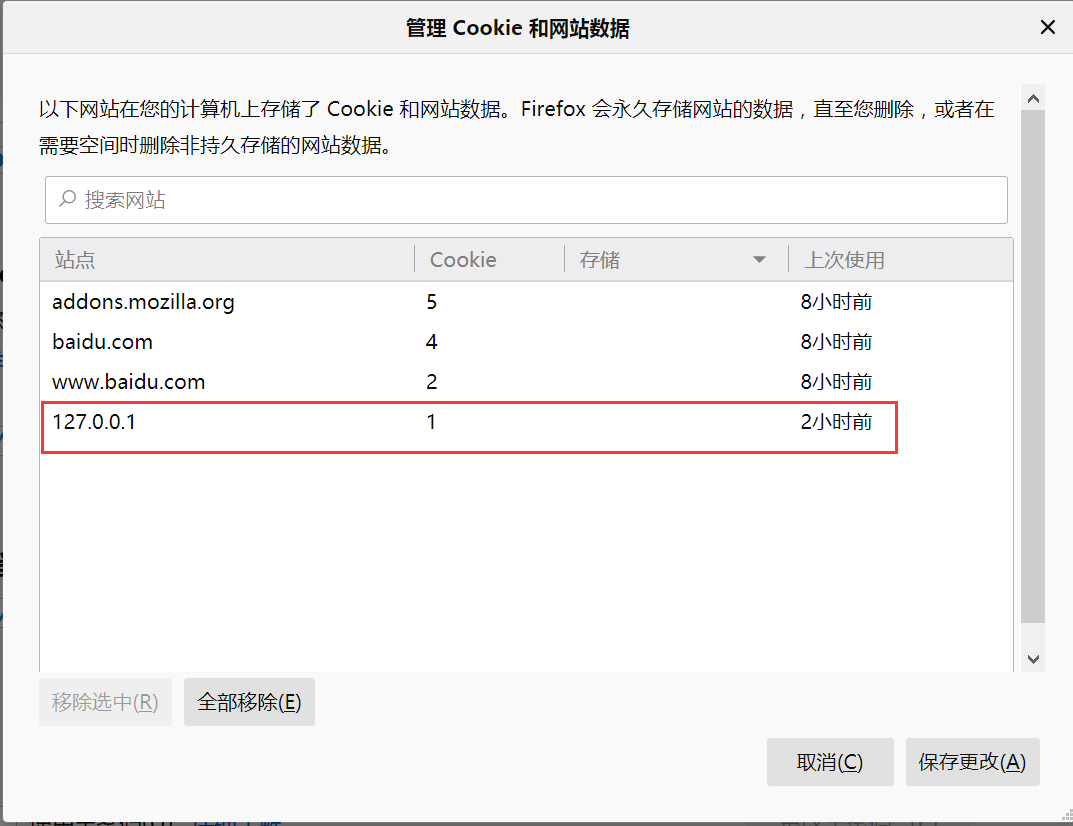 管理 Cookie 和网站数据
以下网站在您的计算机上存储了 Cookie 和网站数据。Firefox 会永久存储网站的数据，直至您删除，或者在
需要空间时删除非持久存储的网站数据。
搜索网站
站点 Cookie 存储 上次使用
addons.mozilla.org 5 8小时前
baidu.com 4 8小时前
www.baidu.com 2 8小时前
127.0.0.1 1 2小时前
移除选中(R) 全部移除(E)
取消(C) 保存更改(A)